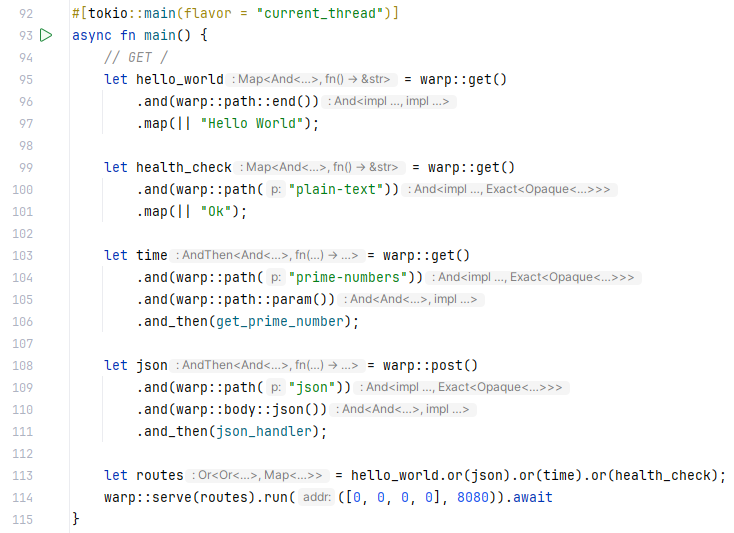 92 #[tokio::main(flavor = "current_thread")]
93 async fn main() {
94 // GET /
95 let hello_world : Map<And<...>, fn() → &str> = warp::get()
96 .and(warp::path::end()) : And<impl ..., impl ...>
97 .map(|| "Hello World");
98
99 let health_check : Map<And<...>, fn() → &str> = warp::get()
100 .and(warp::path( p: "plain-text")) : And<impl ..., Exact<Opaque<...>>>
101 .map(|| "Ok");
102
103 let time : AndThen<And<...>, fn(...) → ...> = warp::get()
104 .and(warp::path( p: "prime-numbers")) : And<impl ..., Exact<Opaque<...>>>
105 .and(warp::path::param()) : And<And<...>, impl ...>
106 .and_then(get_prime_number);
107
108 let json : AndThen<And<...>, fn(...) → ...> = warp::post()
109 .and(warp::path( p: "json")) : And<impl ..., Exact<Opaque<...>>>
110 .and(warp::body::json()) : And<And<...>, impl ...>
111 .and_then(json_handler);
112
113 let routes : Or<Or<...>, Map<...>> = hello_world.or(json).or(time).or(health_check);
114 warp::serve(routes).run( addr: ([0, 0, 0, 0], 8080)).await
115 }